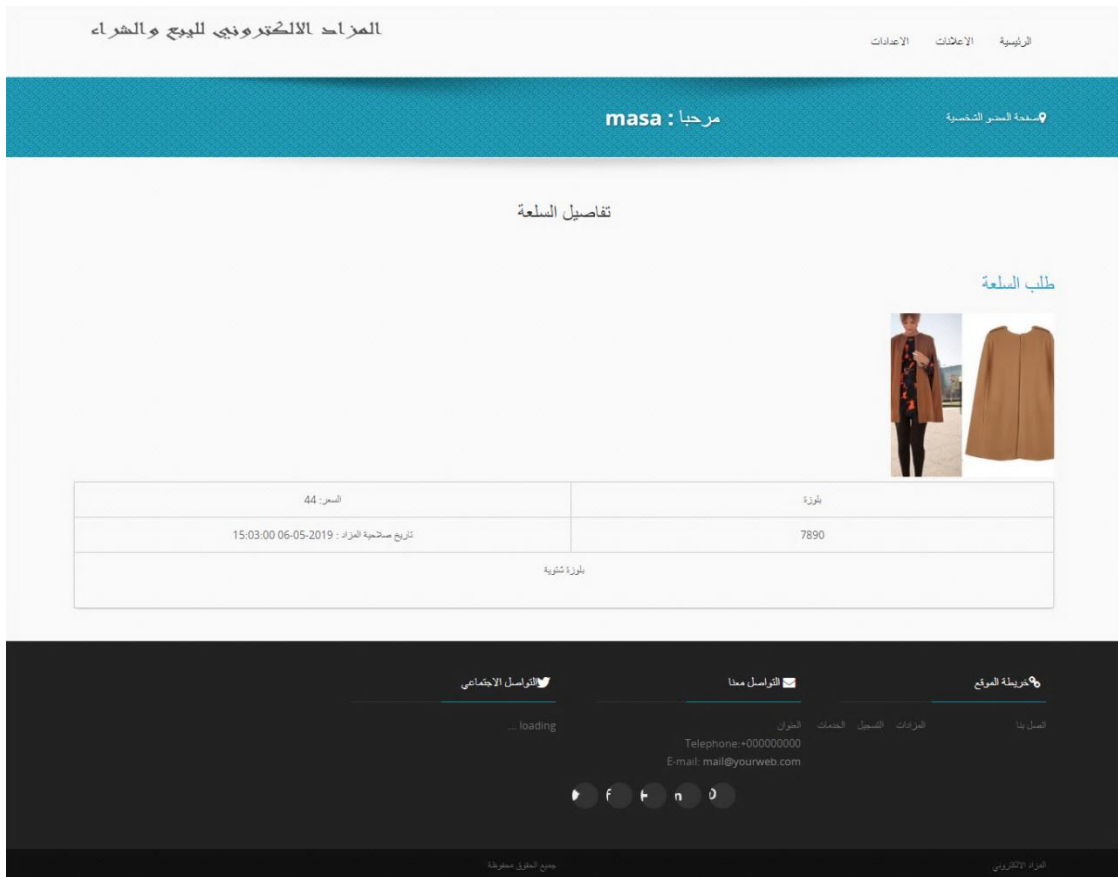 المزاد الالكتروني للبيع والشراء
الرئيسية الاعلانات الاعدادات
صفحة العضو الشخصية
مرحبا : masa
تفاصيل السلعة
طلب السلعة
بلوزة
السعر: 44
7890
تاريخ صلاحية المزاد : 2019-05-06 15:03:00
بلوزة شتوية
خريطة الموقع
اتصل بنا
المزادات التسجيل الخدمات
التواصل معنا
العنوان
Telephone:+000000000
E-mail: mail@yourweb.com
التواصل الاجتماعي
loading ...
المزاد الالكتروني
جميع الحقوق محفوظة